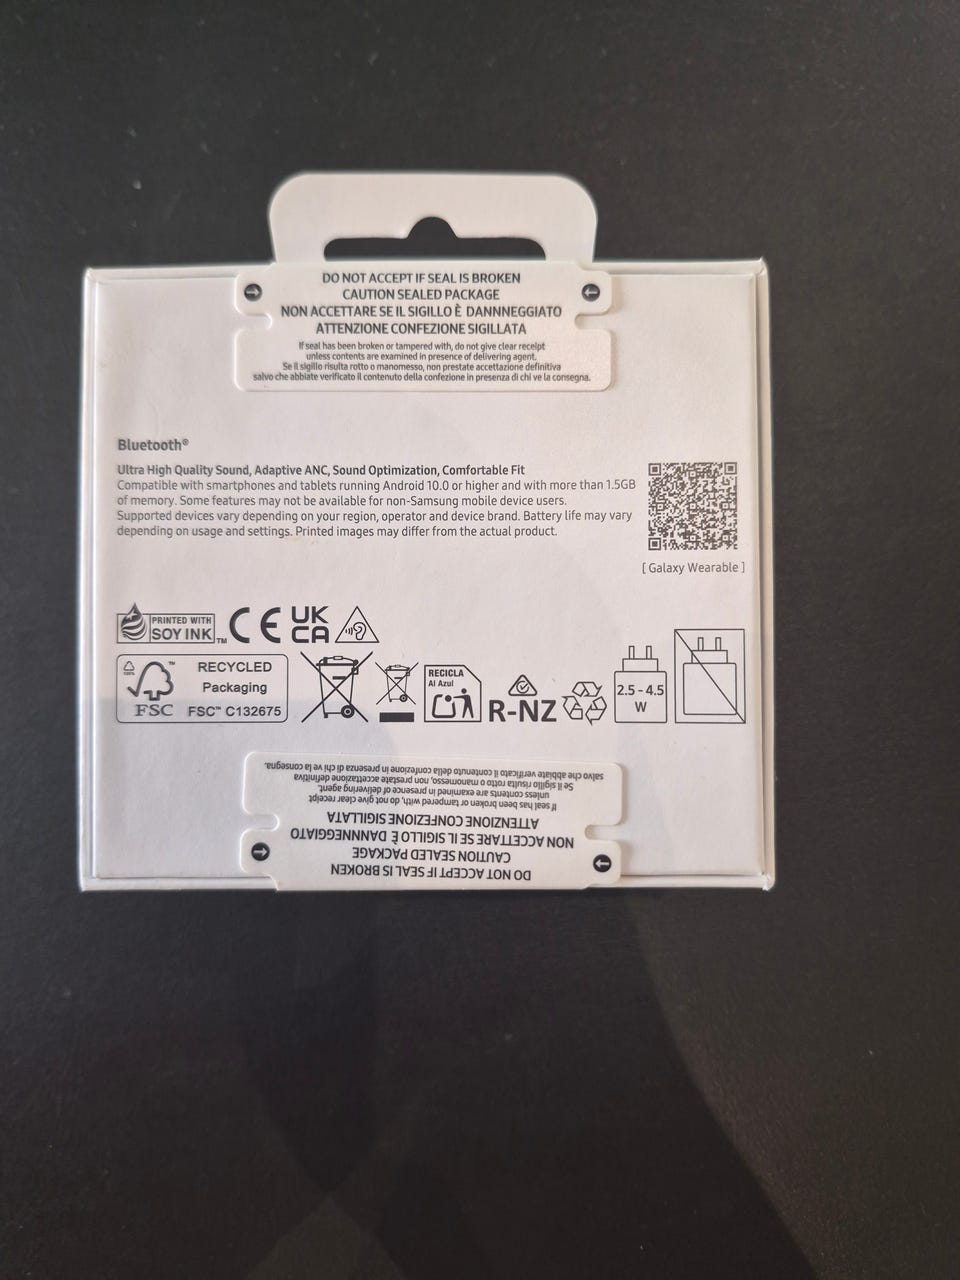 DO NOT ACCEPT IF SEAL IS BROKEN
CAUTION SEALED PACKAGE
NON ACCETTARE SE IL SIGILLO È DANNNEGGIATO
ATTENZIONE CONFEZIONE SIGILLATA
If seal has been broken or tampered with, do not give clear receipt
unless contents are examined in presence of delivering agent.
Se il sigillo risulta rotto o manomesso, non prestate accettazione definitiva
salvo che abbiate verificato il contenuto della confezione in presenza di chi ve la consegna.
Bluetooth®
Ultra High Quality Sound, Adaptive ANC, Sound Optimization, Comfortable Fit
Compatible with smartphones and tablets running Android 10.0 or higher and with more than 1.5GB
of memory. Some features may not be available for non-Samsung mobile device users.
Supported devices vary depending on your region, operator and device brand. Battery life may vary
depending on usage and settings. Printed images may differ from the actual product.
[ Galaxy Wearable ]
PRINTED WITH
SOY INK™
CE
UK
CA
100%
FSC™
RECYCLED
Packaging
FSC™ C132675
RECICLA
Al Azul
R-NZ
2.5 - 4.5
W
DO NOT ACCEPT IF SEAL IS BROKEN
CAUTION SEALED PACKAGE
NON ACCETTARE SE IL SIGILLO È DANNNEGGIATO
ATTENZIONE CONFEZIONE SIGILLATA
If seal has been broken or tampered with, do not give clear receipt
unless contents are examined in presence of delivering agent.
Se il sigillo risulta rotto o manomesso, non prestate accettazione definitiva
salvo che abbiate verificato il contenuto della confezione in presenza di chi ve la consegna.